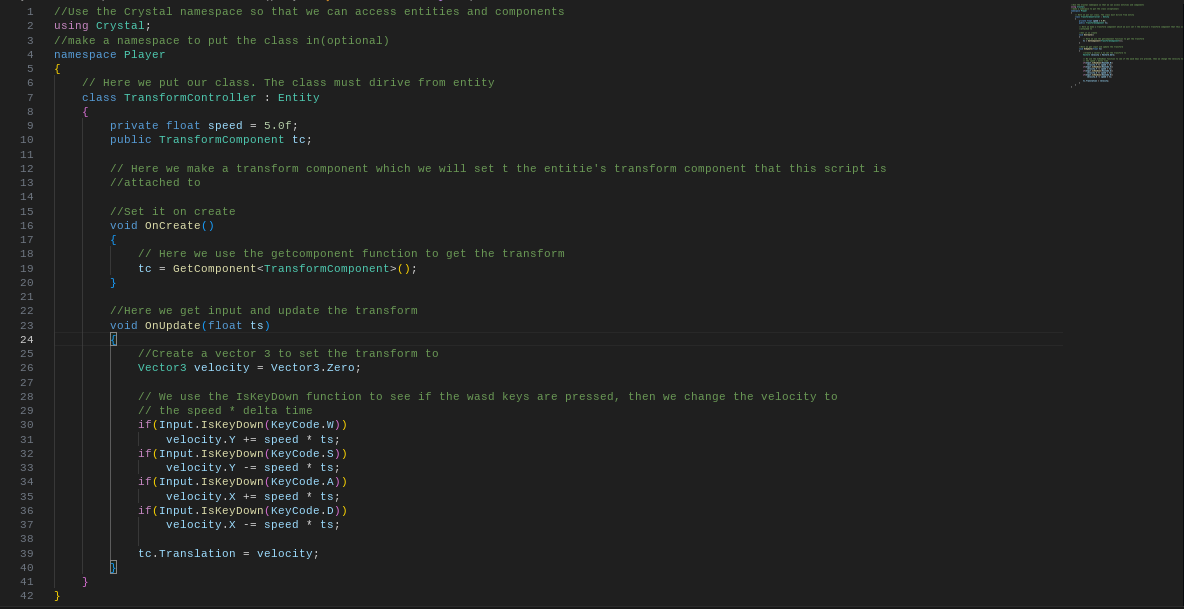 1 //Use the Crystal namespace so that we can access entities and components
2 using Crystal;
3 //make a namespace to put the class in(optional)
4 namespace Player
5 {
6 // Here we put our class. The class must dirive from entity
7 class TransformController : Entity
8 {
9 private float speed = 5.0f;
10 public TransformComponent tc;
11
12 // Here we make a transform component which we will set t the entitie's transform component that this script is
13 //attached to
14
15 //Set it on create
16 void OnCreate()
17 {
18 // Here we use the getcomponent function to get the transform
19 tc = GetComponent<TransformComponent>();
20 }
21
22 //Here we get input and update the transform
23 void OnUpdate(float ts)
24 {
25 //Create a vector 3 to set the transform to
26 Vector3 velocity = Vector3.Zero;
27
28 // We use the IsKeyDown function to see if the wasd keys are pressed, then we change the velocity to
29 // the speed * delta time
30 if(Input.IsKeyDown(KeyCode.W))
31 velocity.Y += speed * ts;
32 if(Input.IsKeyDown(KeyCode.S))
33 velocity.Y -= speed * ts;
34 if(Input.IsKeyDown(KeyCode.A))
35 velocity.X += speed * ts;
36 if(Input.IsKeyDown(KeyCode.D))
37 velocity.X -= speed * ts;
38
39 tc.Translation = velocity;
40 }
41 }
42 }